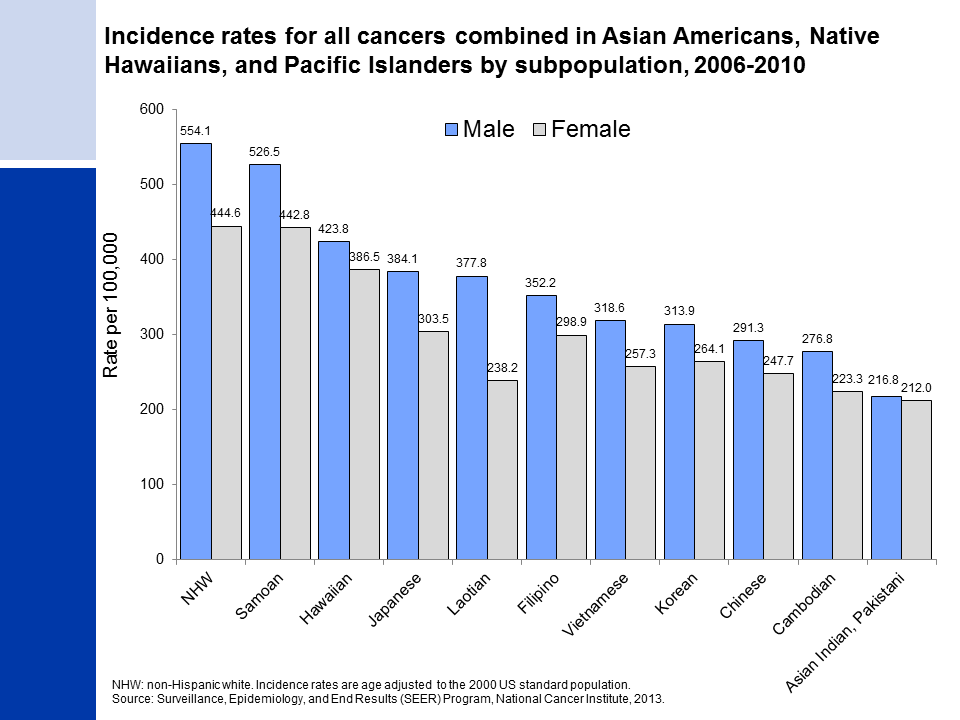 Incidence rates for all cancers combined in Asian Americans, Native
Hawaiians, and Pacific Islanders by subpopulation, 2006-2010
Male Female
Rate per 100,000
600
500
400
300
200
100
0
554.1
444.6
526.5
442.8
423.8
386.5
384.1
303.5
377.8
238.2
352.2
298.9
318.6
257.3
313.9
264.1
291.3
247.7
276.8
223.3
216.8
212.0
NHW
Samoan
Hawaiian
Japanese
Laotian
Filipino
Vietnamese
Korean
Chinese
Cambodian
Asian Indian, Pakistani
NHW: non-Hispanic white. Incidence rates are age adjusted to the 2000 US standard population.
Source: Surveillance, Epidemiology, and End Results (SEER) Program, National Cancer Institute, 2013.